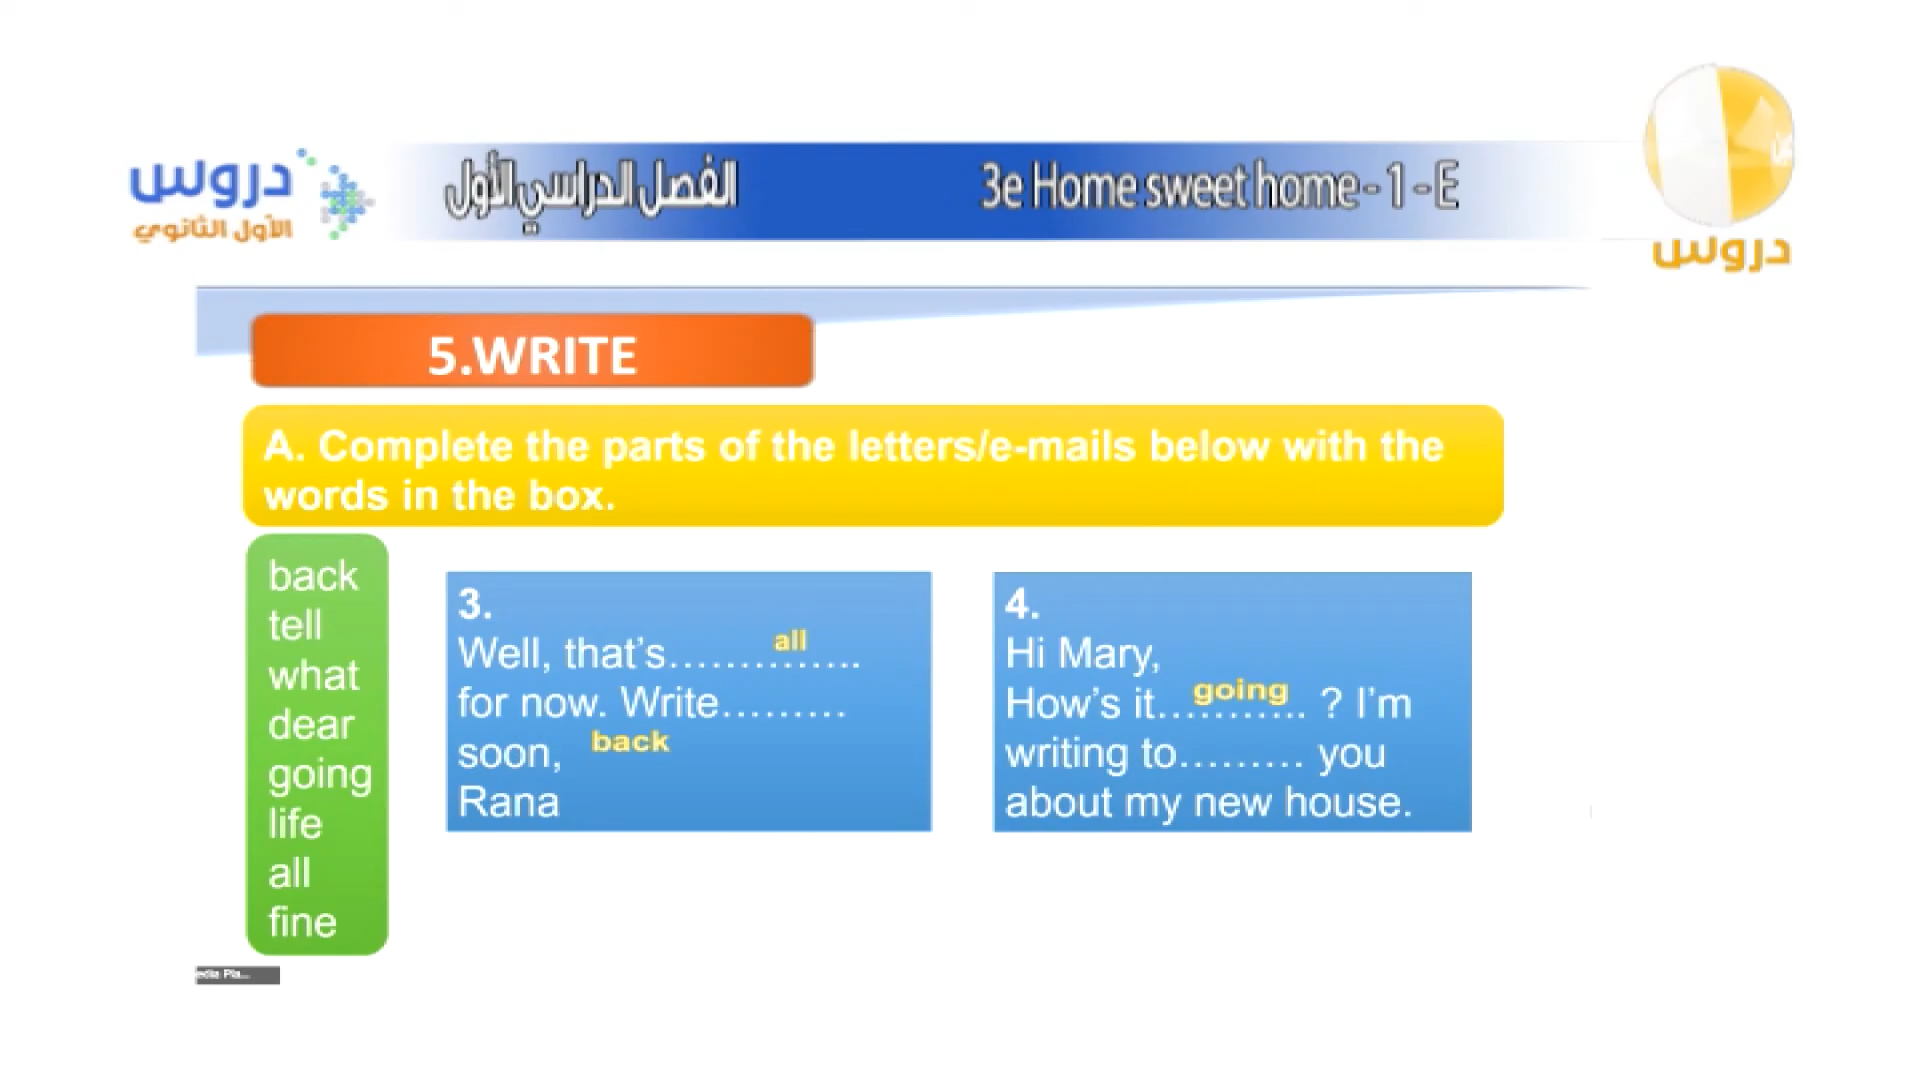 دروس
الأول الثانوي
الفصل الدراسي الأول
3e Home sweet home - 1 - E
دروس
5.WRITE
A. Complete the parts of the letters/e-mails below with the
words in the box.
back
tell
what
dear
going
life
all
fine
3.
all
Well, that's…………..
for now. Write………
back
soon,
Rana
4.
Hi Mary,
going
How's it………... ? I'm
writing to……… you
about my new house.
edia Pla...